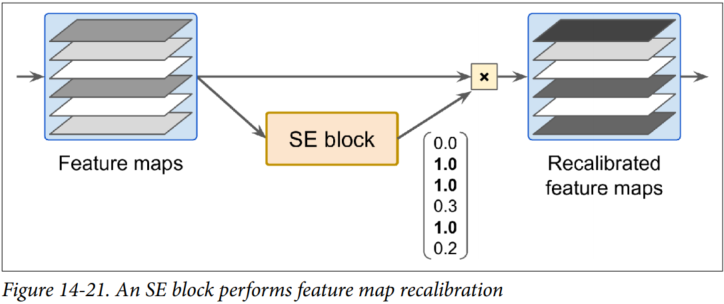 Feature maps
SE block
×
0.0
1.0
1.0
0.3
1.0
0.2
Recalibrated
feature maps
Figure 14-21. An SE block performs feature map recalibration